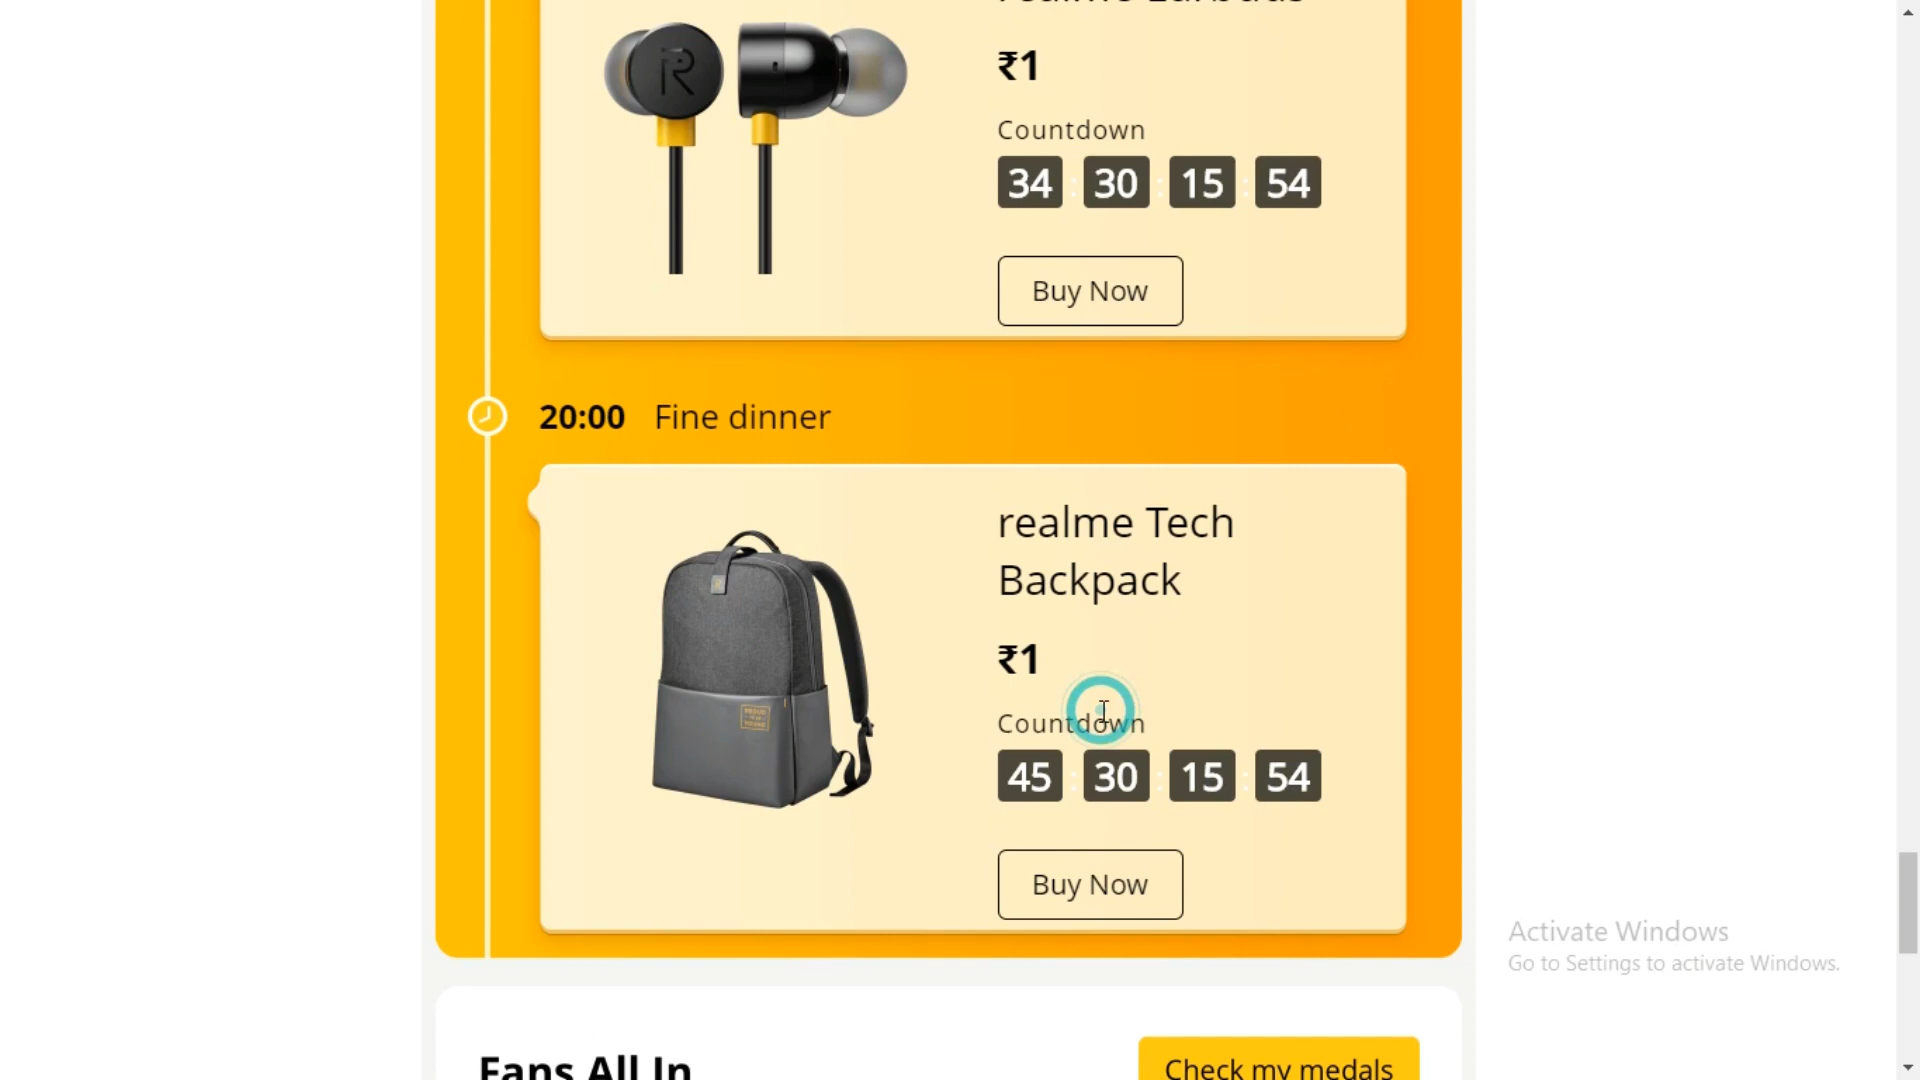 ₹1
Countdown
34 : 30 : 15 : 54
Buy Now
20:00 Fine dinner
realme Tech
Backpack
₹1
Countdown
45 : 30 : 15 : 54
Buy Now
Activate Windows
Go to Settings to activate Windows.
Fans All In
Check my medals